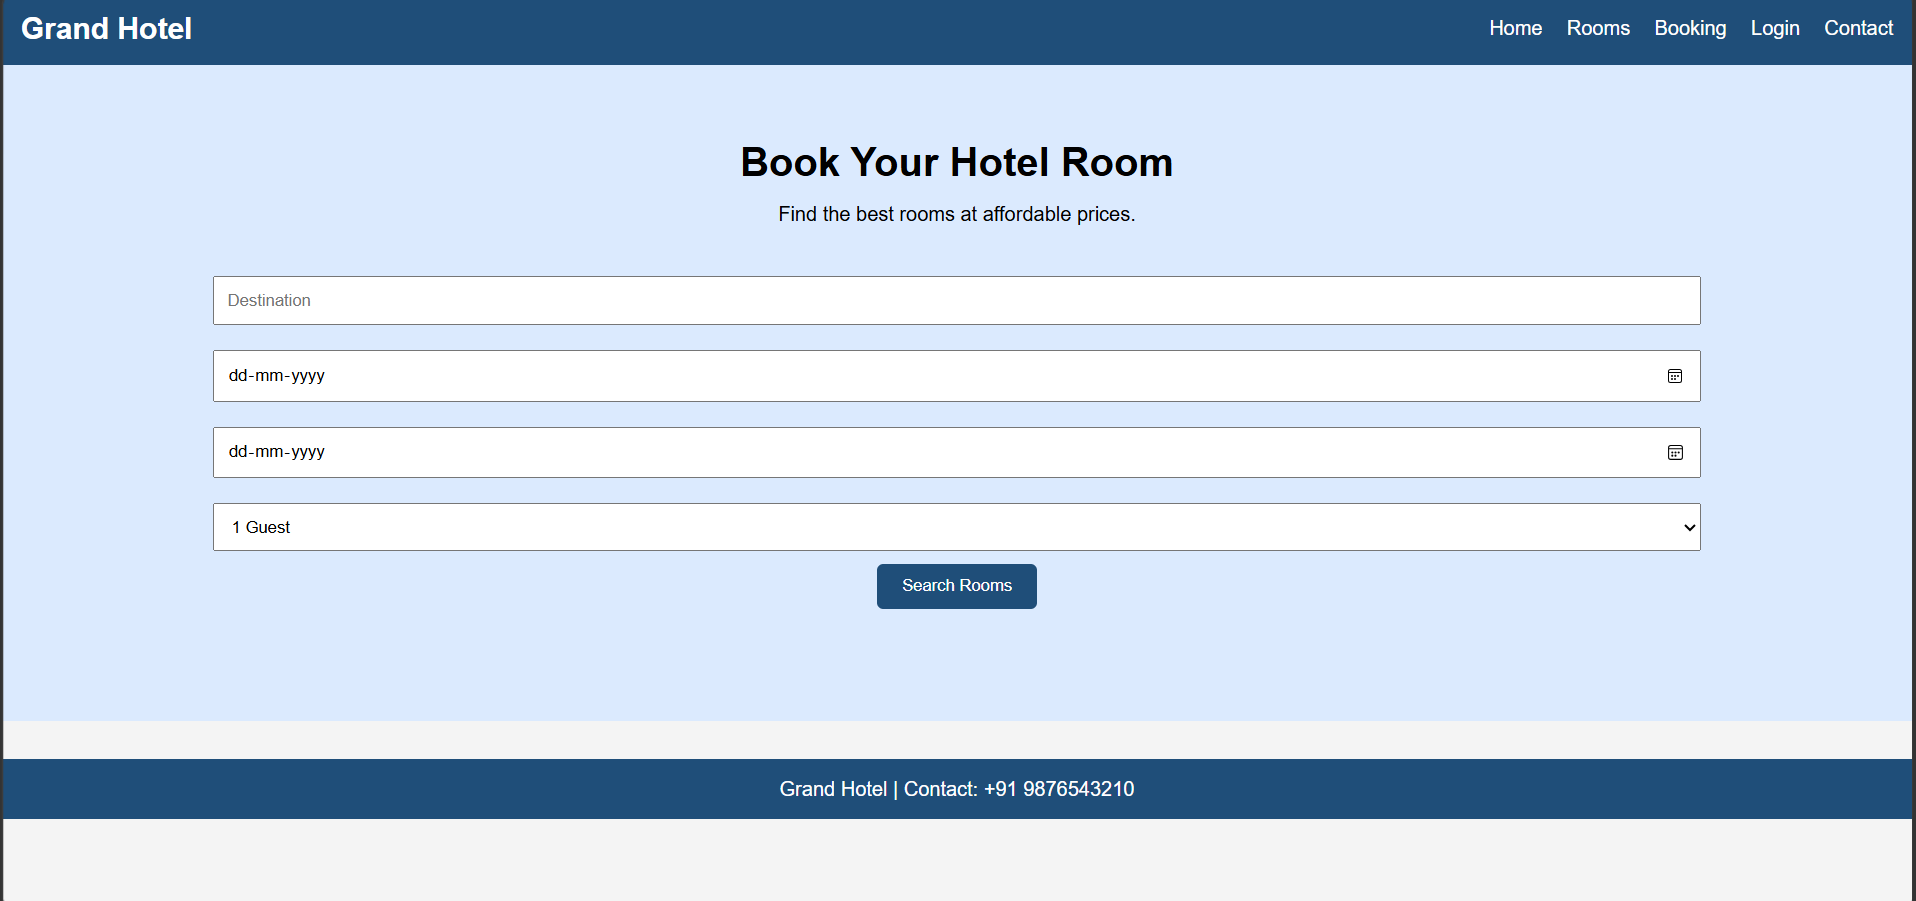 Grand Hotel
Home Rooms Booking Login Contact
Book Your Hotel Room
Find the best rooms at affordable prices.
Destination
dd-mm-yyyy
dd-mm-yyyy
1 Guest
Search Rooms
Grand Hotel | Contact: +91 9876543210